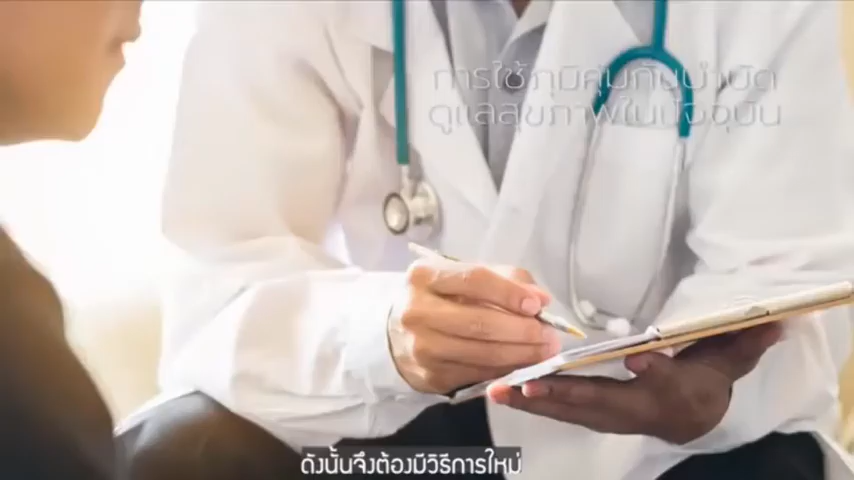 การใช้ภูมิคุ้มกันบำบัด
ดูแลสุขภาพในปัจจุบัน
ดังนั้นจึงต้องมีวิธีการใหม่